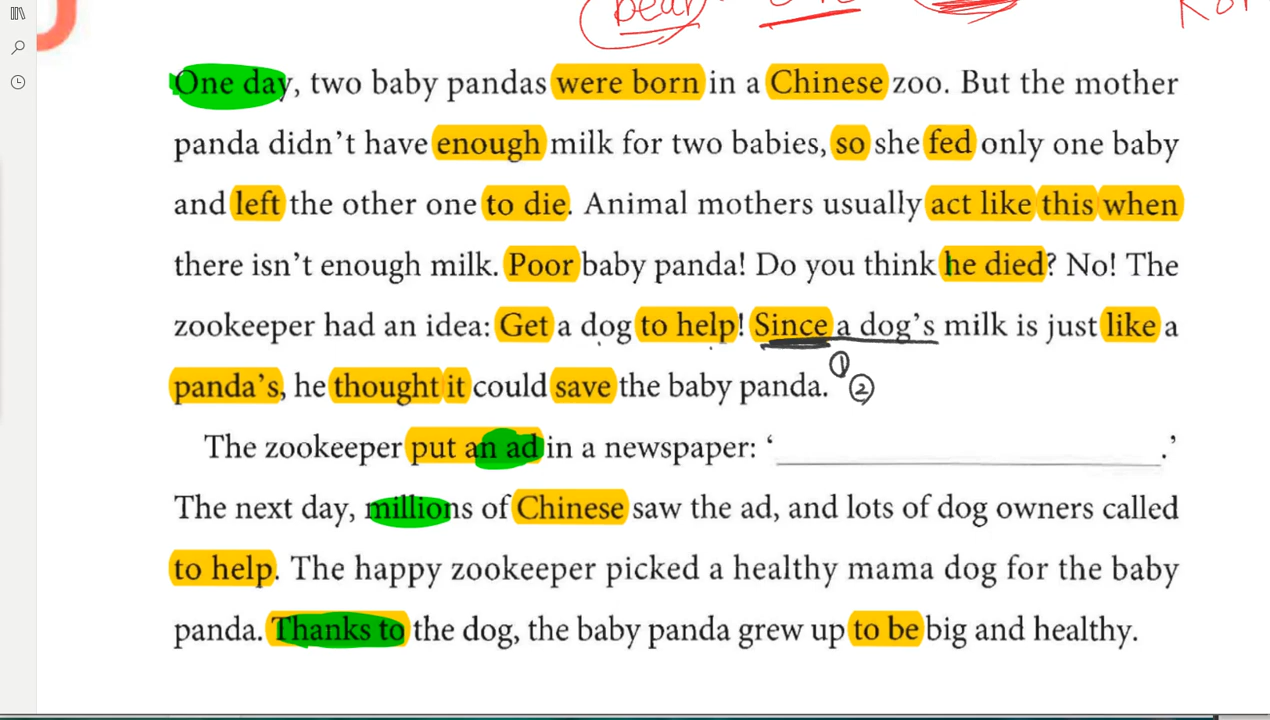 bear
One day, two baby pandas were born in a Chinese zoo. But the mother
panda didn't have enough milk for two babies, so she fed only one baby
and left the other one to die. Animal mothers usually act like this when
there isn't enough milk. Poor baby panda! Do you think he died? No! The
zookeeper had an idea: Get a dog to help! Since a dog's milk is just like a
panda's, he thought it could save the baby panda. ① ②
The zookeeper put an ad in a newspaper: ‘ .’
The next day, millions of Chinese saw the ad, and lots of dog owners called
to help. The happy zookeeper picked a healthy mama dog for the baby
panda. Thanks to the dog, the baby panda grew up to be big and healthy.